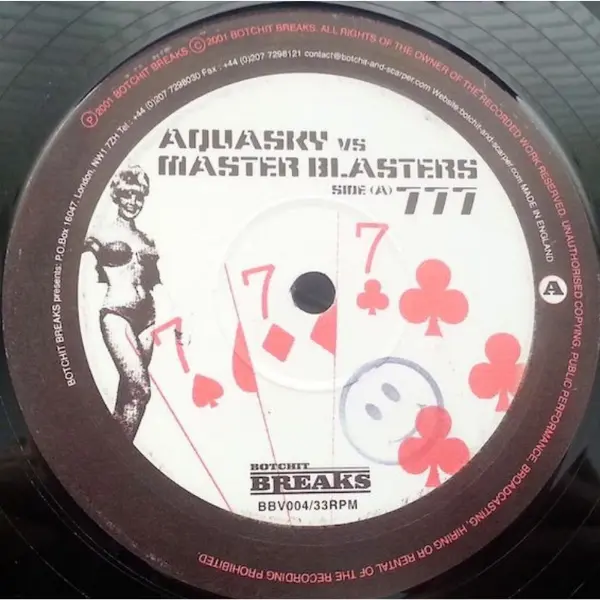 BOTCHIT BREAKS presents: P.O.Box 16047, London, NW1 7ZH Tel: +44 (0)207 7298030 Fax: +44 (0)207 7298121 contact@botchit-and-scarper.com Website: botchit-and-scarper.com MADE IN ENGLAND
℗ 2001 BOTCHIT BREAKS © 2001 BOTCHIT BREAKS. ALL RIGHTS OF THE OWNER OF THE RECORDED WORK RESERVED. UNAUTHORISED COPYING, PUBLIC PERFORMANCE, BROADCASTING, HIRING OR RENTAL OF THE RECORDING PROHIBITED
AQUASKY VS
MASTER BLASTERS
SIDE (A) 777
A
7
7
7
BOTCHIT
BREAKS
BBV004/33RPM